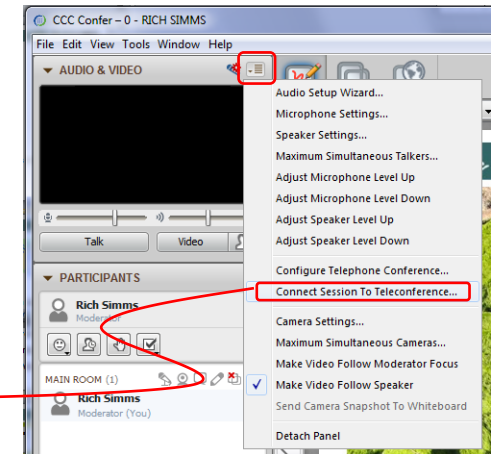 CCC Confer – 0 - RICH SIMMS
File Edit View Tools Window Help
AUDIO & VIDEO
Talk
Video
PARTICIPANTS
Rich Simms
Moderator
MAIN ROOM (1)
Rich Simms
Moderator (You)
Audio Setup Wizard...
Microphone Settings...
Speaker Settings...
Maximum Simultaneous Talkers...
Adjust Microphone Level Up
Adjust Microphone Level Down
Adjust Speaker Level Up
Adjust Speaker Level Down
Configure Telephone Conference...
Connect Session To Teleconference...
Camera Settings...
Maximum Simultaneous Cameras...
Make Video Follow Moderator Focus
Make Video Follow Speaker
Send Camera Snapshot To Whiteboard
Detach Panel